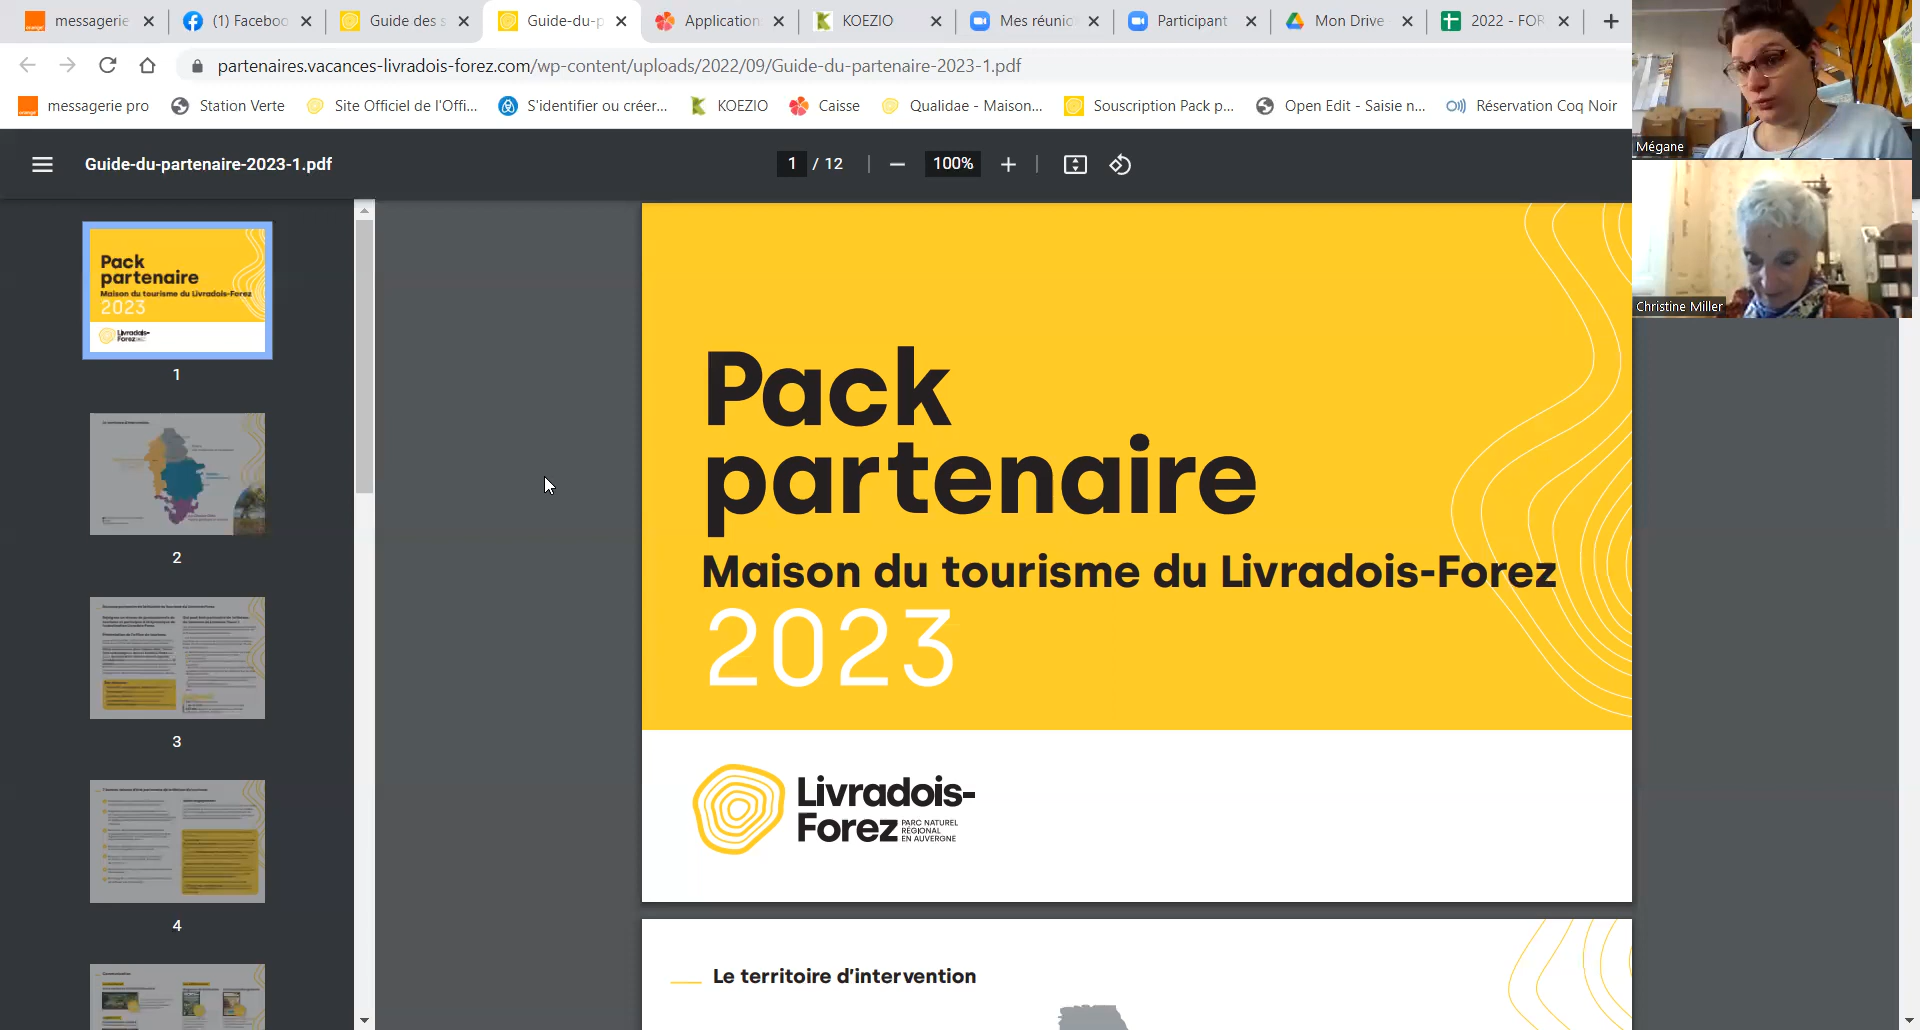 messagerie
(1) Faceboo
Guide des s
Guide-du-p
Application
KOEZIO
Mes réunio
Participant
Mon Drive
2022 - FOR
partenaires.vacances-livradois-forez.com/wp-content/uploads/2022/09/Guide-du-partenaire-2023-1.pdf
messagerie pro
Station Verte
Site Officiel de l'Offi...
S'identifier ou créer...
KOEZIO
Caisse
Qualidae - Maison...
Souscription Pack p...
Open Edit - Saisie n...
Réservation Coq Noir
Mégane
Christine Miller
Guide-du-partenaire-2023-1.pdf
1 / 12
100%
Pack
partenaire
Maison du tourisme du Livradois-Forez
2023
Livradois-
Forez
1
2
3
4
Pack
partenaire
Maison du tourisme du Livradois-Forez
2023
Livradois-
Forez
PARC NATUREL
RÉGIONAL
EN AUVERGNE
Le territoire d'intervention